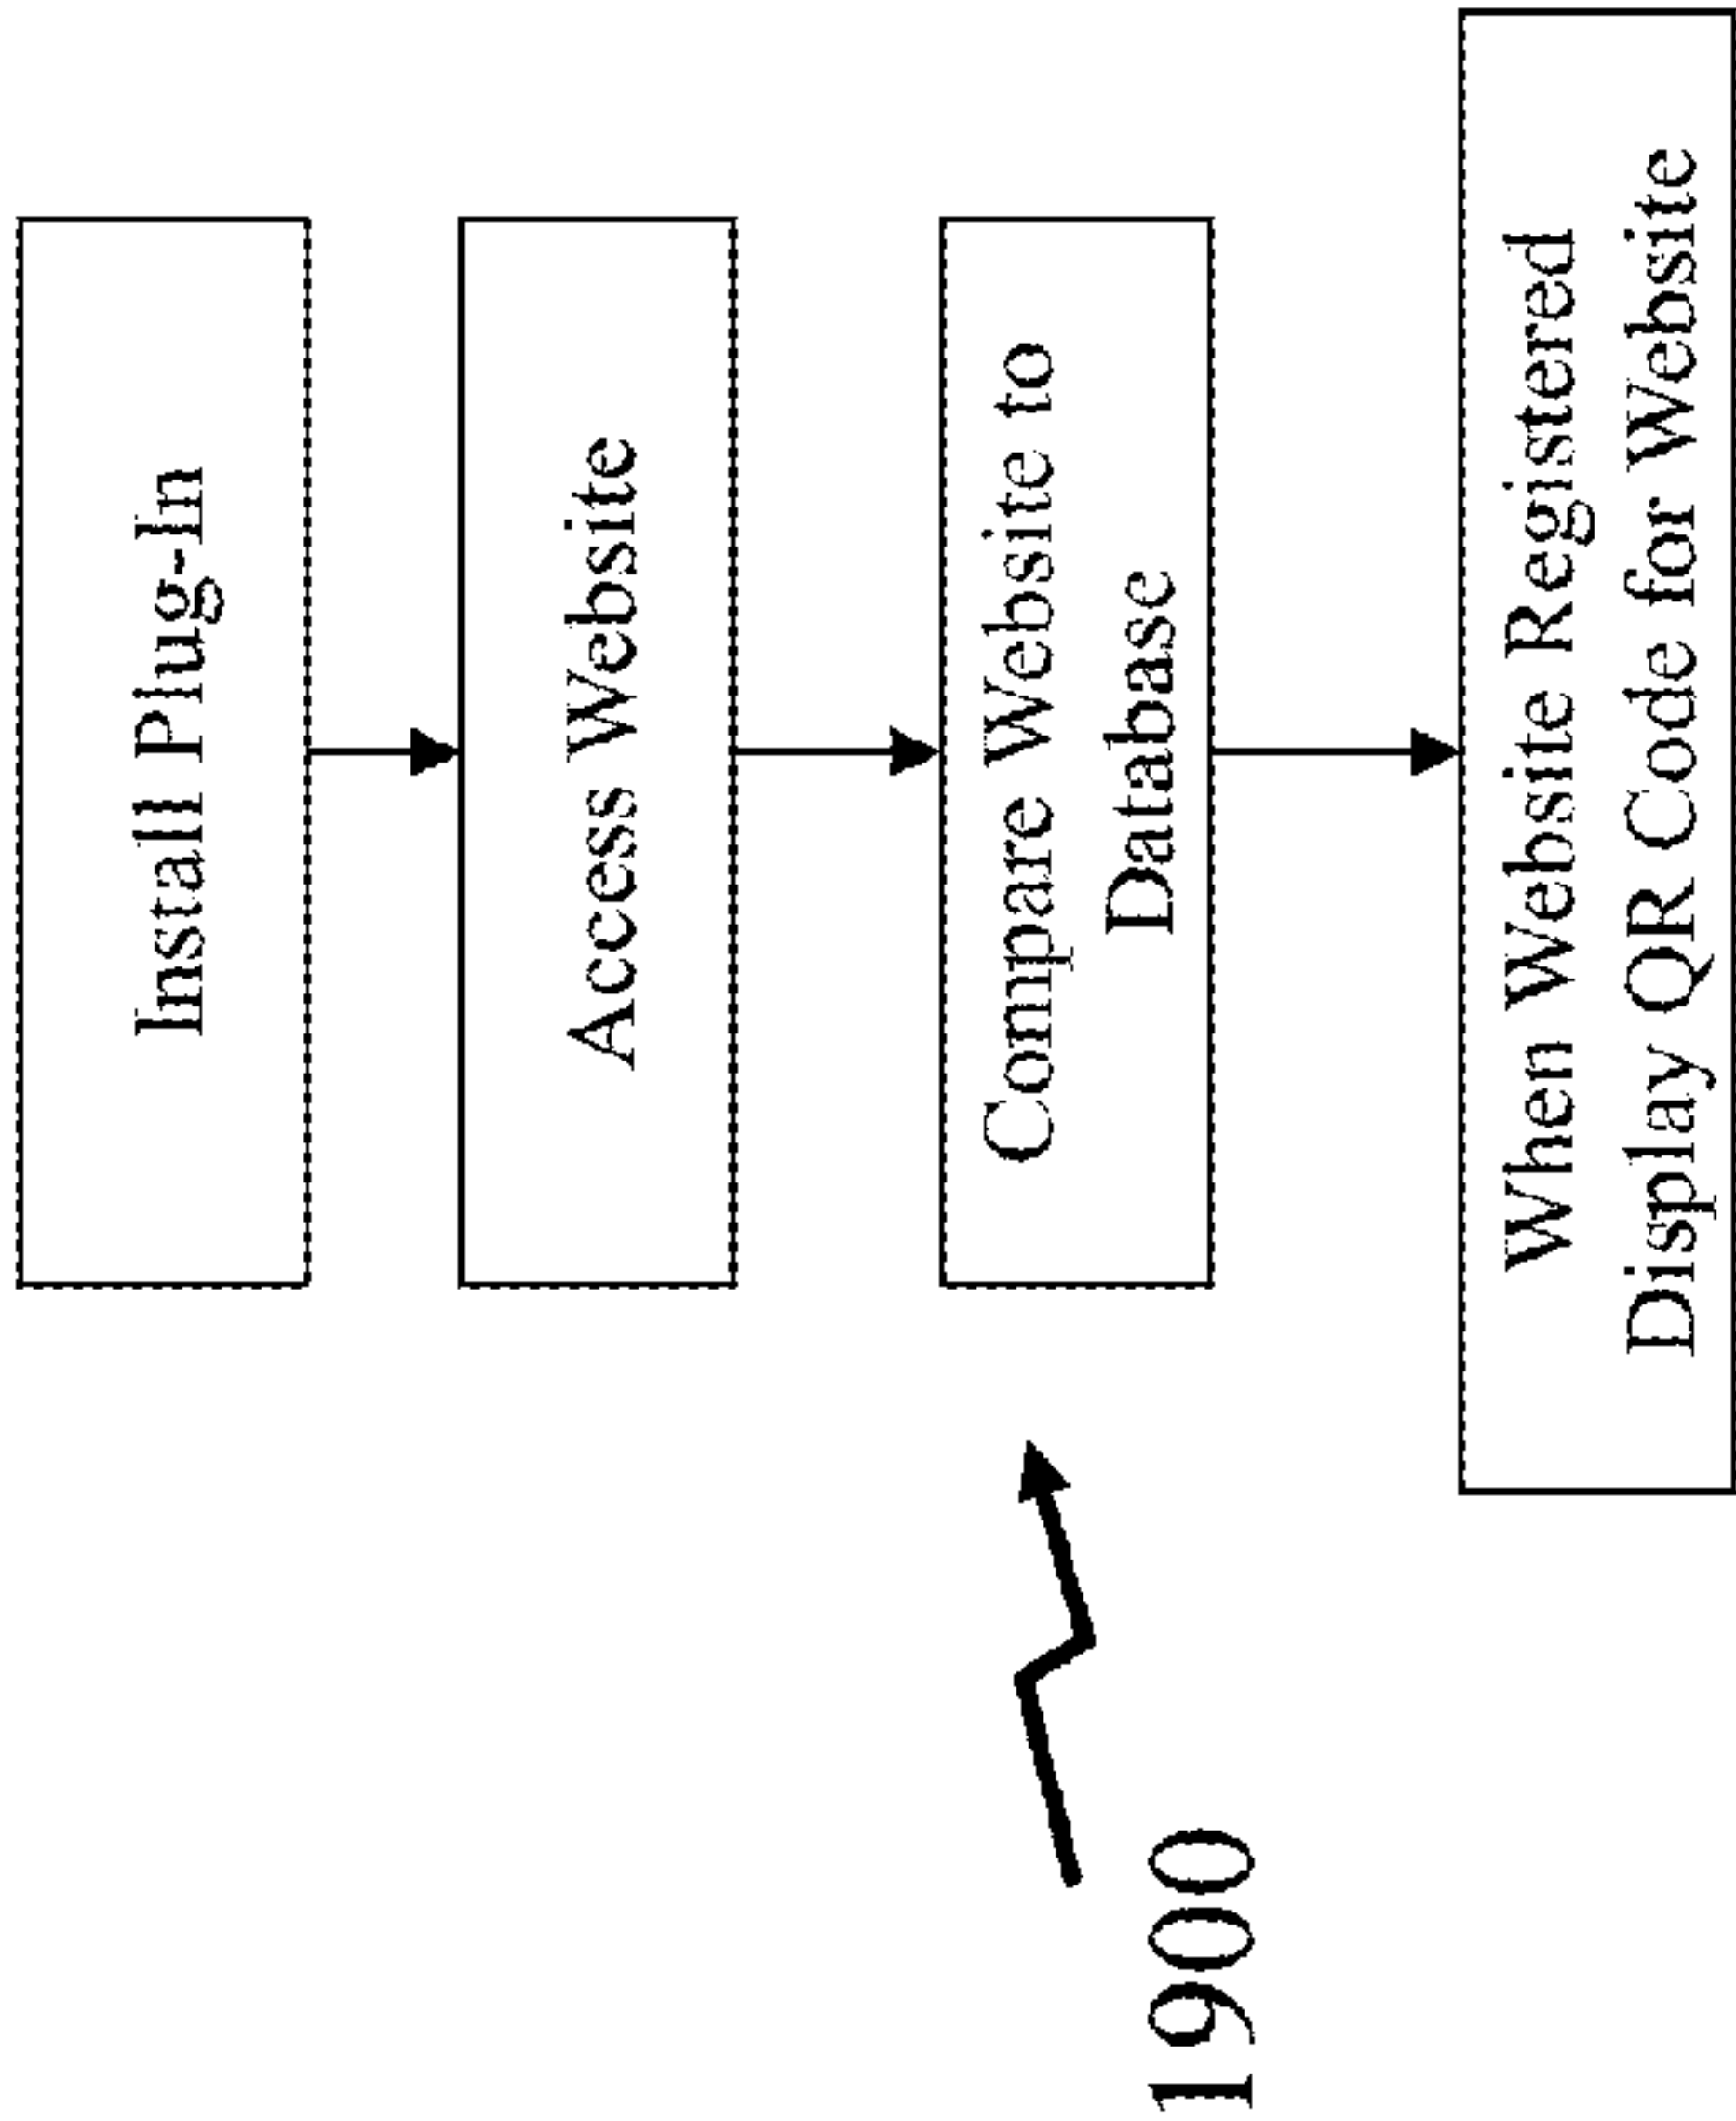 Install Plug-In
Access Website
Compare Website to
Database
When Website Registered
Display QR Code for Website
1900